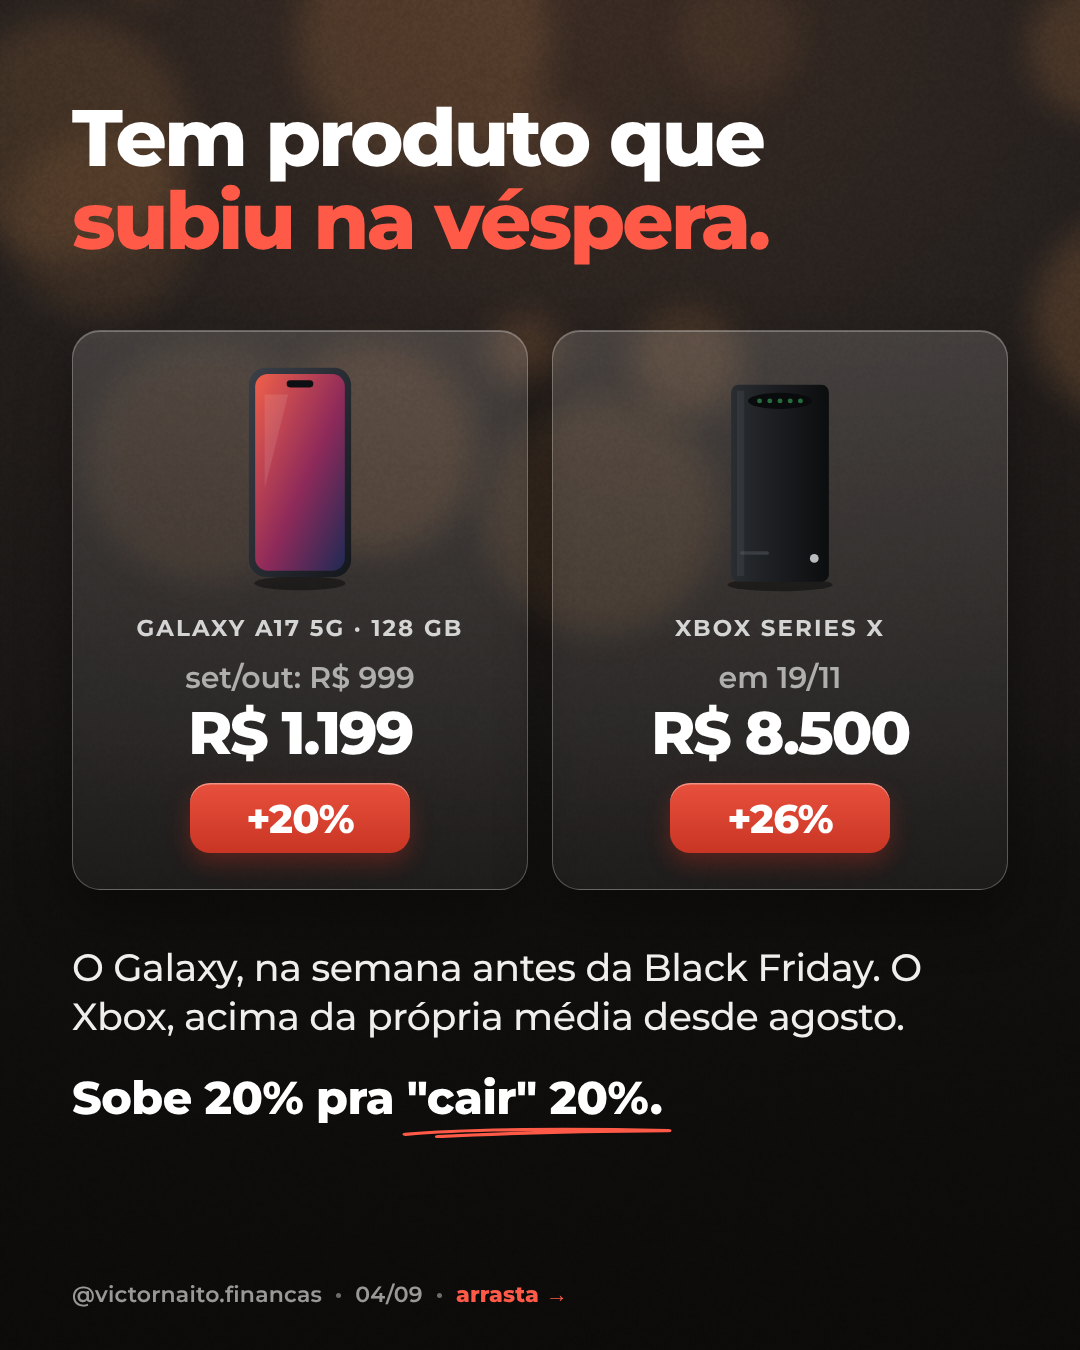 Tem produto que
subiu na véspera.
GALAXY A17 5G · 128 GB
set/out: R$ 999
R$ 1.199
+20%
XBOX SERIES X
em 19/11
R$ 8.500
+26%
O Galaxy, na semana antes da Black Friday. O
Xbox, acima da própria média desde agosto.
Sobe 20% pra "cair" 20%.
@victornaito.financas • 04/09 • arrasta →